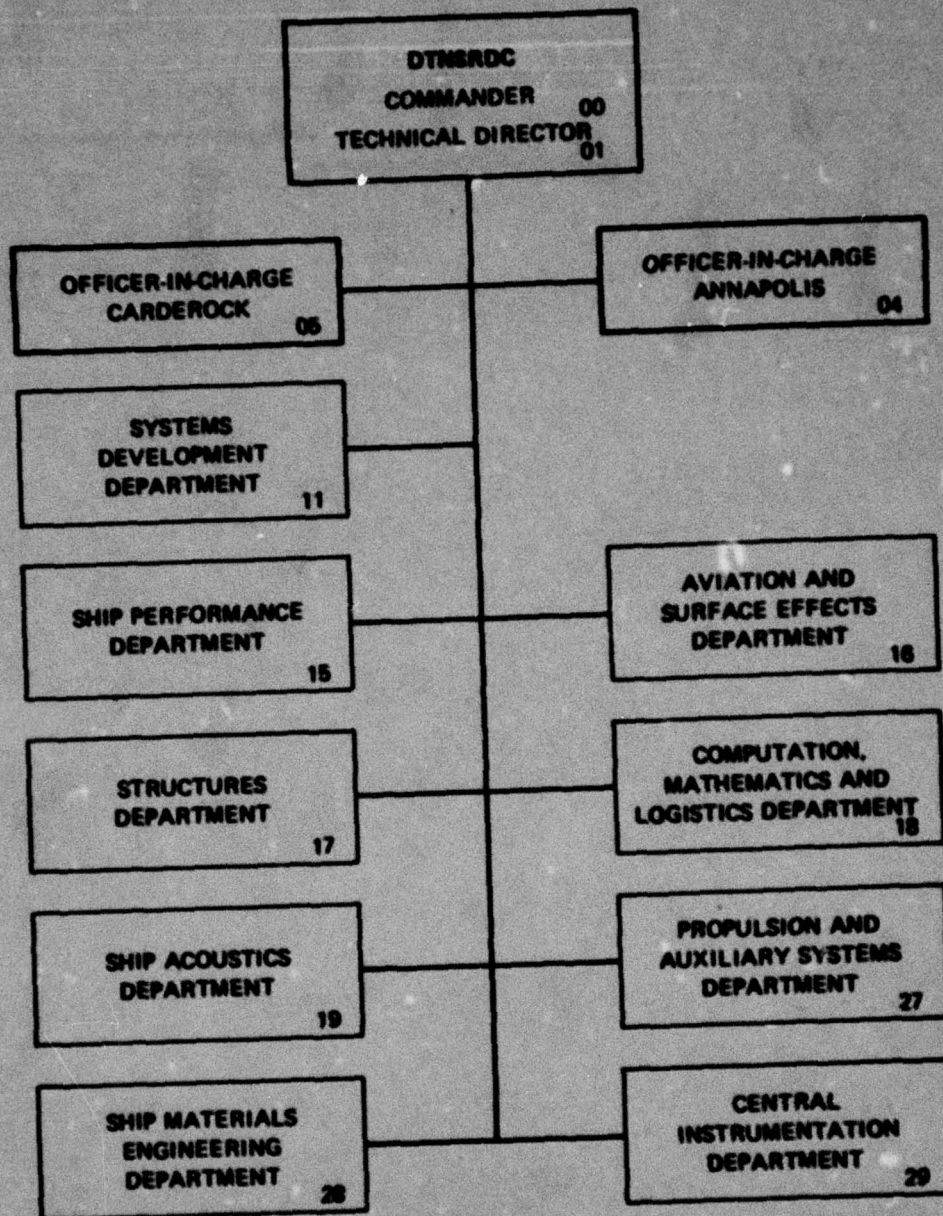 DTNSRDC
COMMANDER 00
TECHNICAL DIRECTOR 01
OFFICER-IN-CHARGE
CARDEROCK
05
OFFICER-IN-CHARGE
ANNAPOLIS
04
SYSTEMS
DEVELOPMENT
DEPARTMENT
11
SHIP PERFORMANCE
DEPARTMENT
15
AVIATION AND
SURFACE EFFECTS
DEPARTMENT
16
STRUCTURES
DEPARTMENT
17
COMPUTATION,
MATHEMATICS AND
LOGISTICS DEPARTMENT
18
SHIP ACOUSTICS
DEPARTMENT
19
PROPULSION AND
AUXILIARY SYSTEMS
DEPARTMENT
27
SHIP MATERIALS
ENGINEERING
DEPARTMENT
28
CENTRAL
INSTRUMENTATION
DEPARTMENT
29